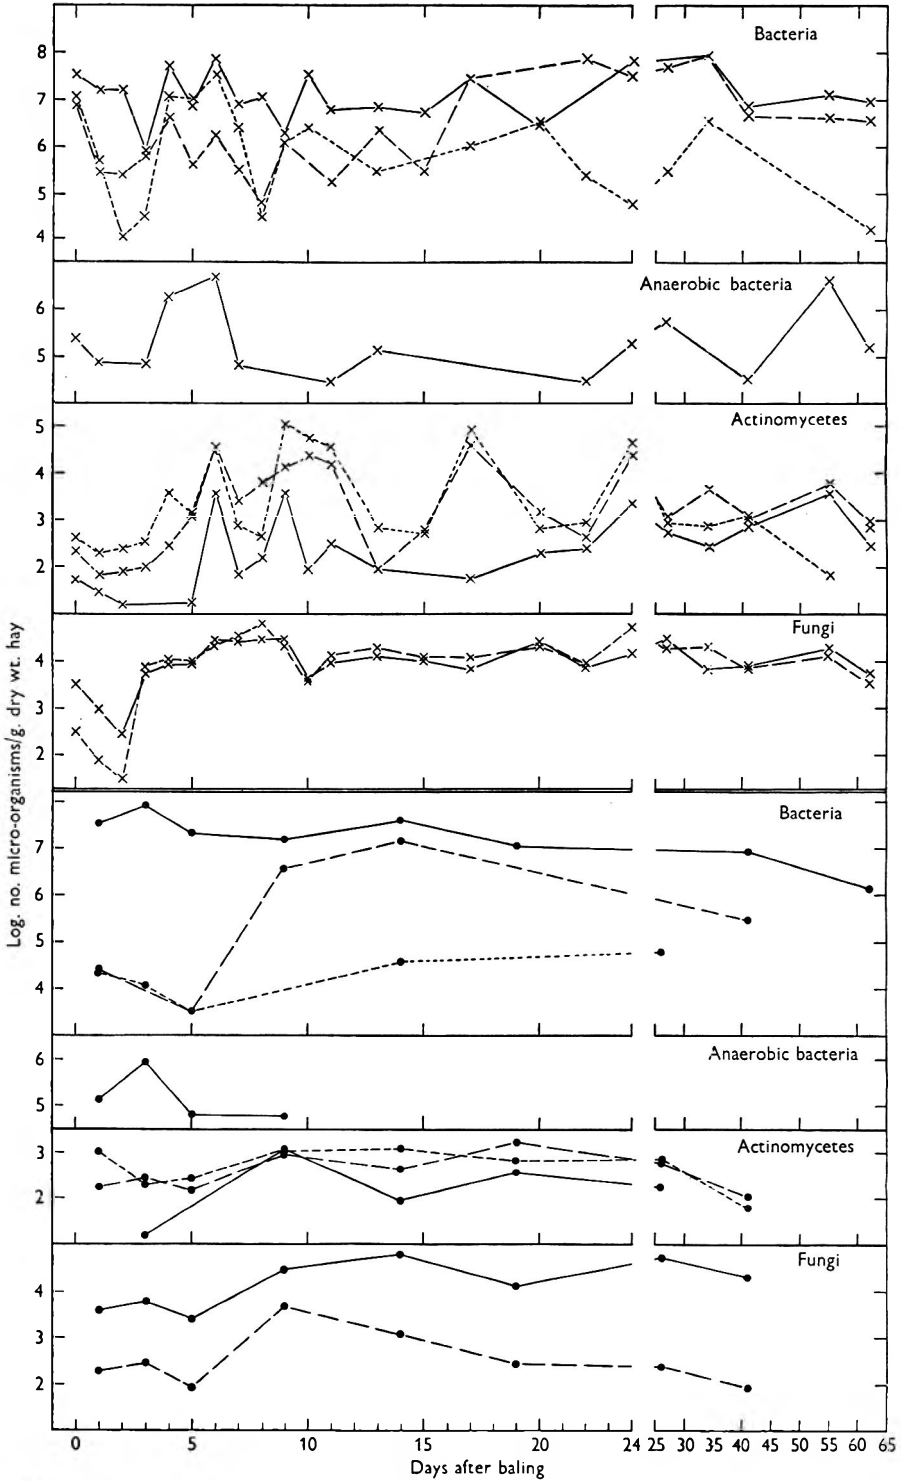 Bacteria
8
7
6
5
4
Anaerobic bacteria
6
5
Actinomycetes
5
4
3
2
Fungi
4
3
2
Bacteria
7
6
5
4
Anaerobic bacteria
6
5
Actinomycetes
3
2
Fungi
4
3
2
Log. no. micro-organisms/g. dry wt. hay
0 5 10 15 20 24 25 30 35 40 45 50 55 60 65
Days after baling